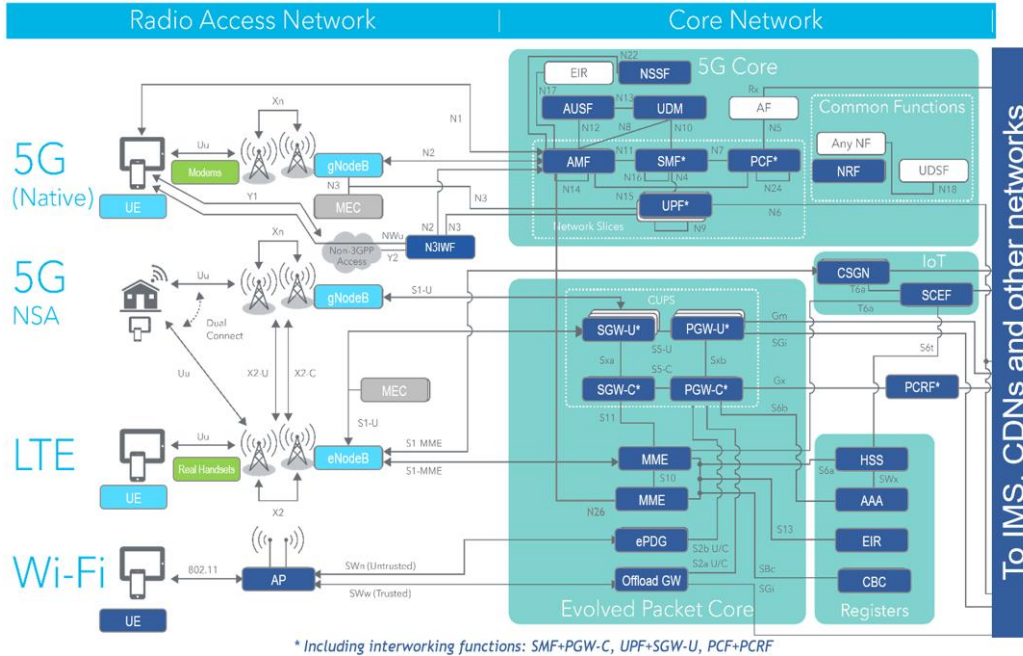 Radio Access Network
Core Network
5G Core
N22
EIR
NSSF
N17
AUSF
N13
UDM
Rx
AF
Common Functions
N12
N8
N10
N5
Any NF
NRF
UDSF
N18
Xn
N1
5G
(Native)
Uu
Modems
gNodeB
N2
AMF
N11
SMF*
N7
PCF*
N14
N16
N4
N24
UE
Y1
N3
MEC
N3
N15
UPF*
N6
N2
N3
Network Slices
N9
NWu
Non-3GPP
Access
Y2
N3IWF
Xn
5G
NSA
Uu
gNodeB
S1-U
Dual
Connect
CUPS
CSGN
IoT
T6a
SCEF
T6a
SGW-U*
PGW-U*
Gm
SGi
S5-U
Sxa
Sxb
S6t
Uu
X2-U
X2-C
MEC
S5-C
SGW-C*
PGW-C*
Gx
PCRF*
S6b
S1-U
S11
LTE
Uu
Real Handsets
eNodeB
S1 MME
S1-MME
MME
S6a
HSS
SWx
S10
UE
MME
AAA
X2
N26
S13
ePDG
EIR
S2b U/C
S2a U/C
Wi-Fi
802.11
AP
SWn (Untrusted)
SWw (Trusted)
Offload GW
SBc
SGi
CBC
UE
Evolved Packet Core
Registers
To IMS, CDNs and other networks
* Including interworking functions: SMF+PGW-C, UPF+SGW-U, PCF+PCRF